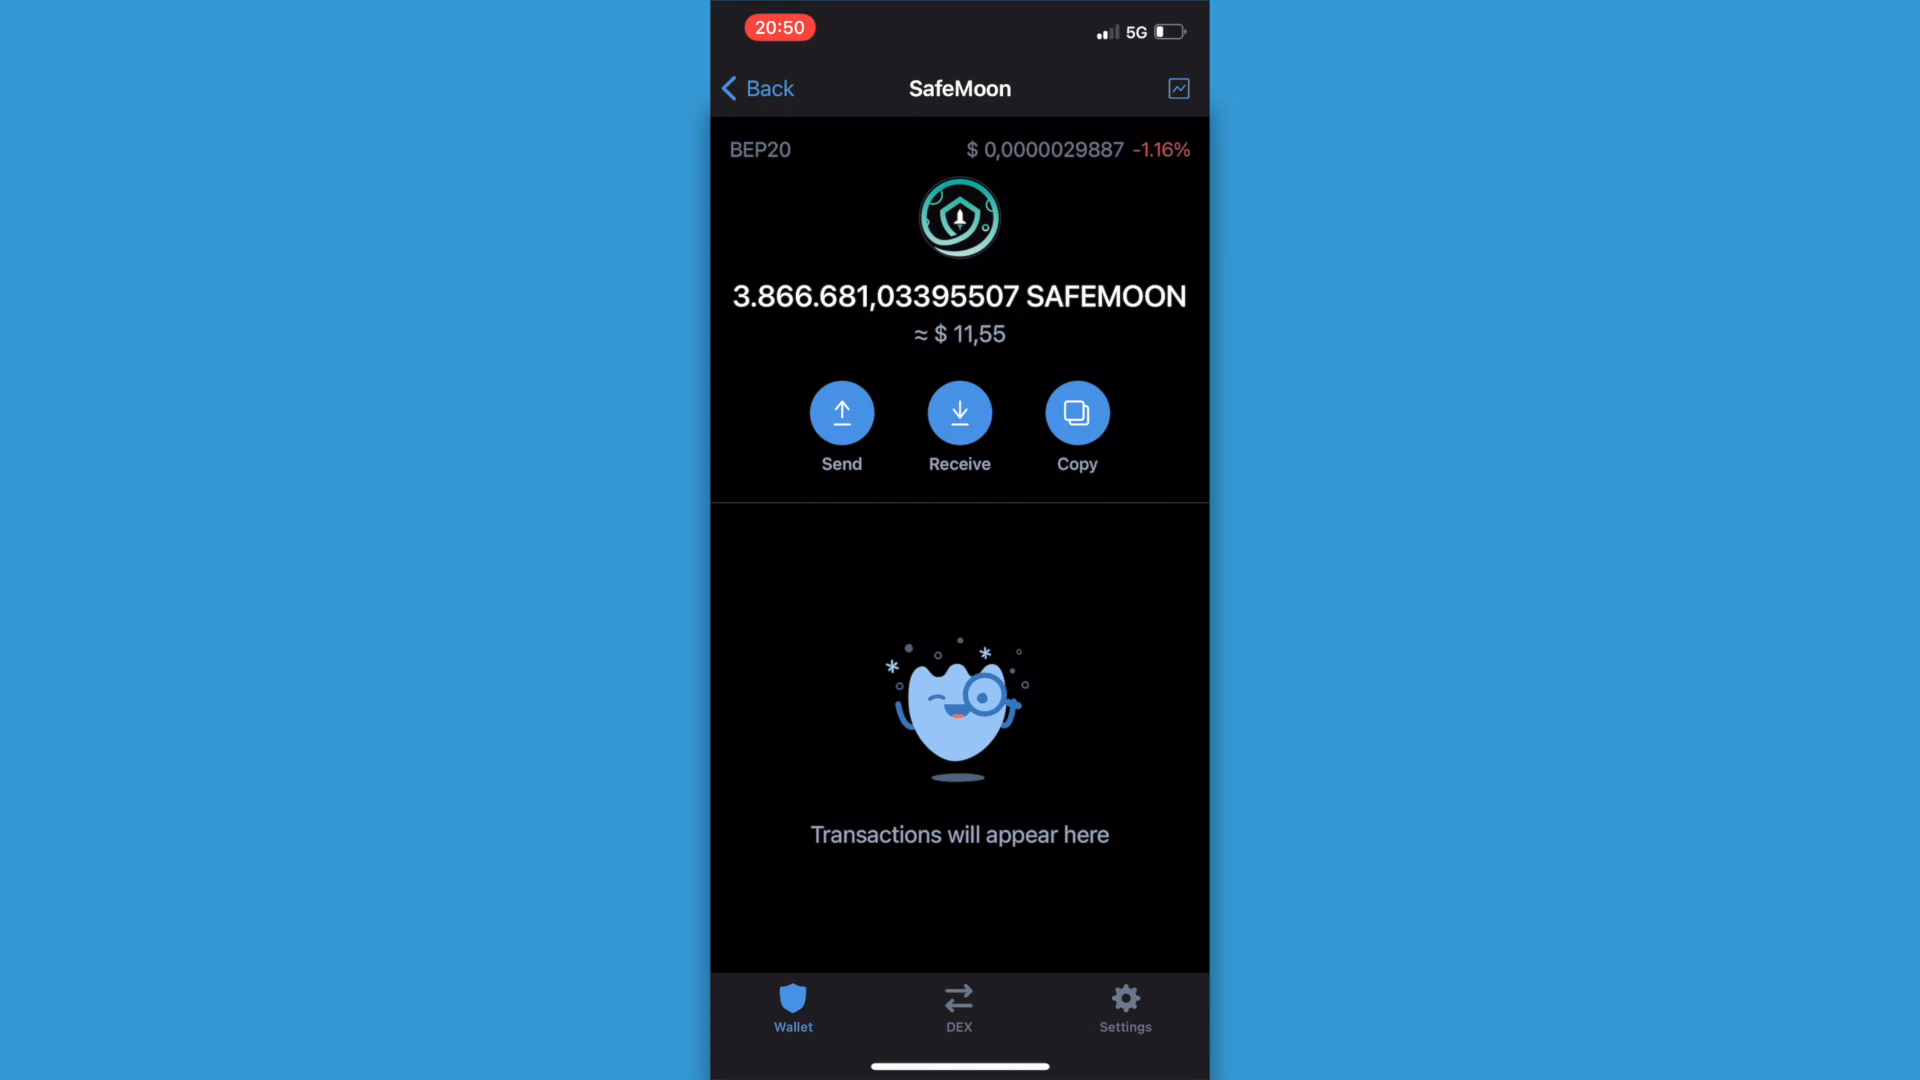 20:50
5G
Back
SafeMoon
BEP20
$ 0,0000029887 -1.16%
3.866.681,03395507 SAFEMOON
≈ $ 11,55
Send
Receive
Copy
Transactions will appear here
Wallet
DEX
Settings